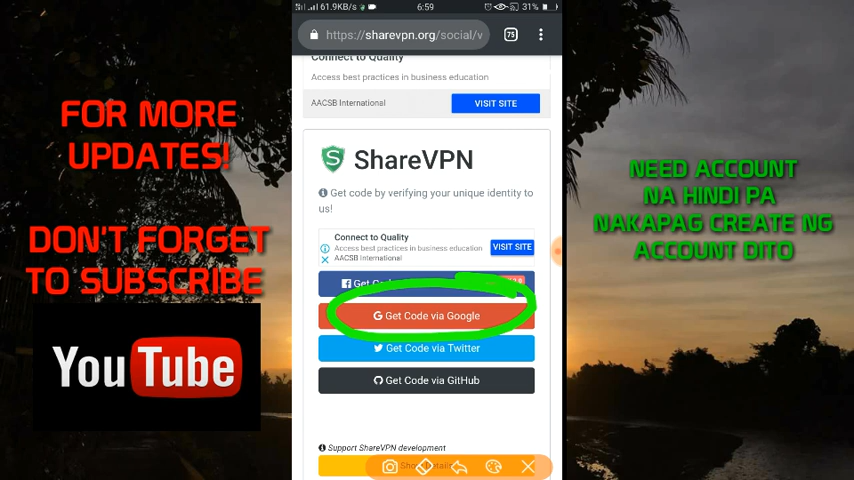 61.9KB/s
6:59
31%
https://sharevpn.org/social/v
75
Connect to Quality
Access best practices in business education
AACSB International
VISIT SITE
ShareVPN
Get code by verifying your unique identity to
us!
Connect to Quality
Access best practices in business education
AACSB International
VISIT SITE
Get Co
Get Code via Google
Get Code via Twitter
Get Code via GitHub
Support ShareVPN development
FOR MORE
UPDATES!
DON'T FORGET
TO SUBSCRIBE
YouTube
NEED ACCOUNT
NA HINDI PA
NAKAPAG CREATE NG
ACCOUNT DITO